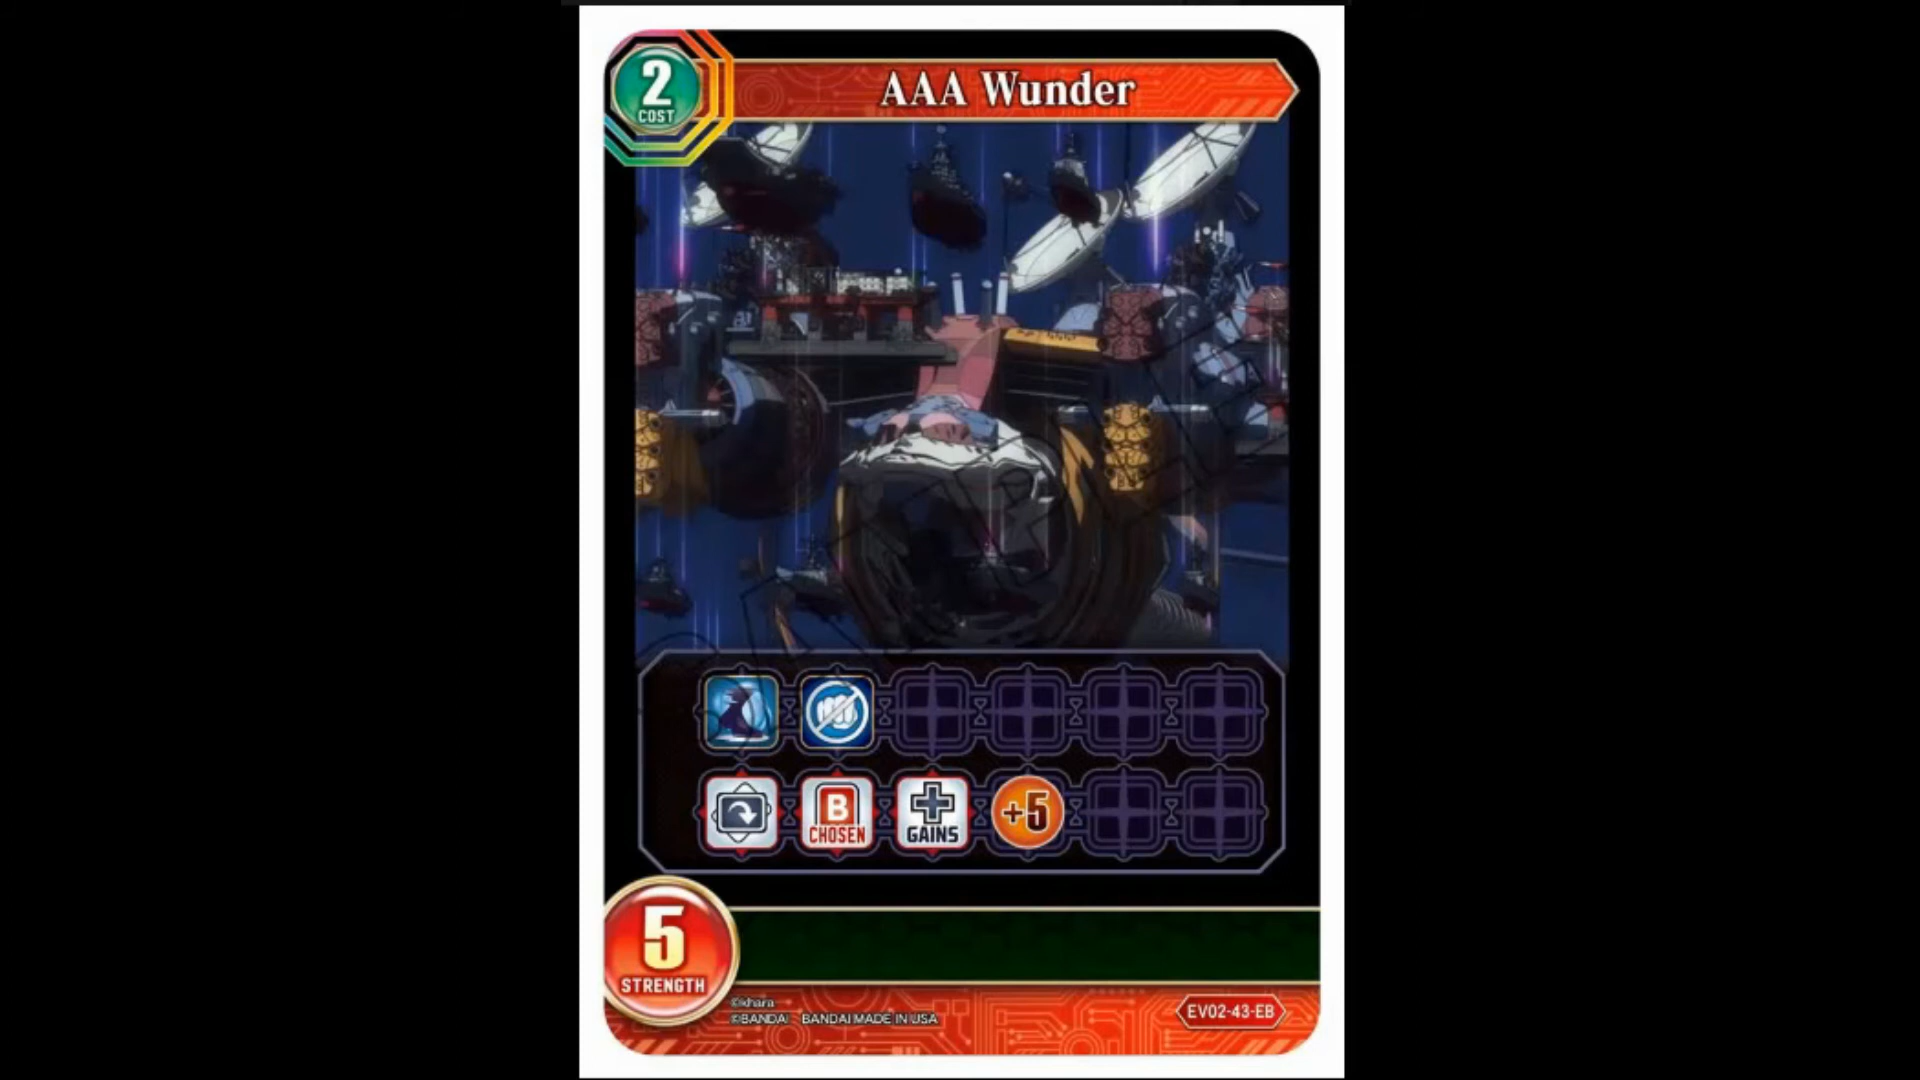 2
COST
AAA Wunder
B
CHOSEN
GAINS
+5
5
STRENGTH
©khara
©BANDAI BANDAI MADE IN USA
EV02-43-EB